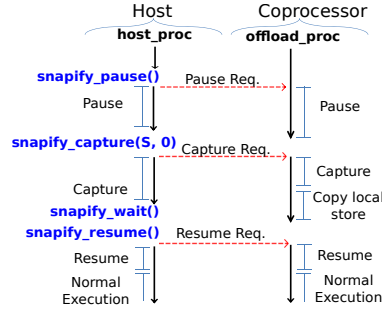 Host
Coprocessor
host_proc
offload_proc
snapify_pause()
Pause Req.
Pause
Pause
snapify_capture(S, 0)
Capture Req.
Capture
Capture
Copy local
store
snapify_wait()
snapify_resume()
Resume Req.
Resume
Resume
Normal
Execution
Normal
Execution